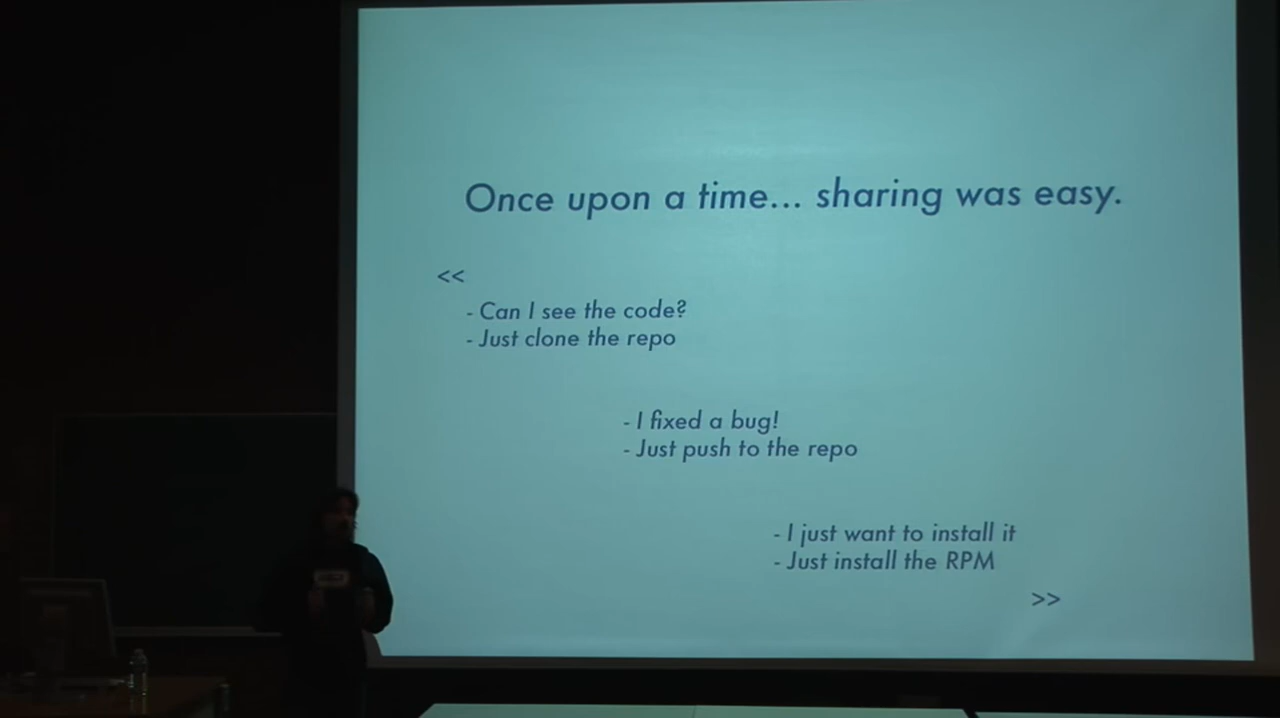 Once upon a time... sharing was easy.
<<
- Can I see the code?
- Just clone the repo
- I fixed a bug!
- Just push to the repo
- I just want to install it
- Just install the RPM
>>